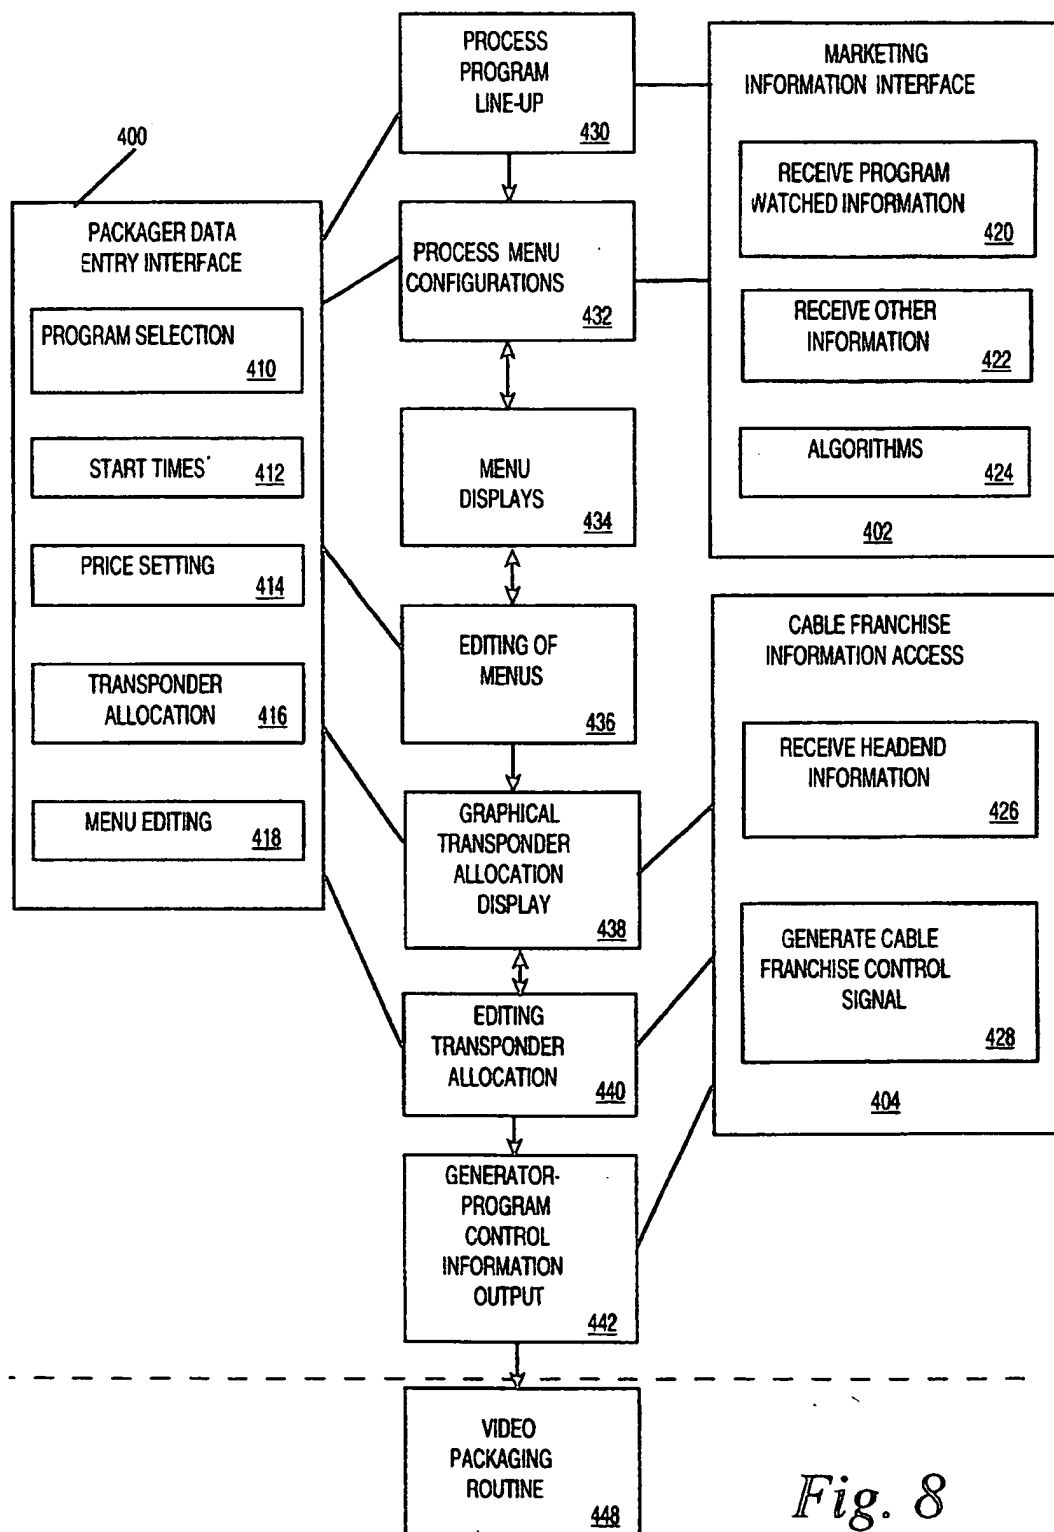 400
PACKAGER DATA
ENTRY INTERFACE
PROGRAM SELECTION
410
START TIMES
412
PRICE SETTING
414
TRANSPONDER
ALLOCATION
416
MENU EDITING
418
PROCESS
PROGRAM
LINE-UP
430
PROCESS MENU
CONFIGURATIONS
432
MENU
DISPLAYS
434
EDITING OF
MENUS
436
GRAPHICAL
TRANSPONDER
ALLOCATION
DISPLAY
438
EDITING
TRANSPONDER
ALLOCATION
440
GENERATOR-
PROGRAM
CONTROL
INFORMATION
OUTPUT
442
VIDEO
PACKAGING
ROUTINE
448
MARKETING
INFORMATION INTERFACE
RECEIVE PROGRAM
WATCHED INFORMATION
420
RECEIVE OTHER
INFORMATION
422
ALGORITHMS
424
402
CABLE FRANCHISE
INFORMATION ACCESS
RECEIVE HEADEND
INFORMATION
426
GENERATE CABLE
FRANCHISE CONTROL
SIGNAL
428
404
Fig. 8